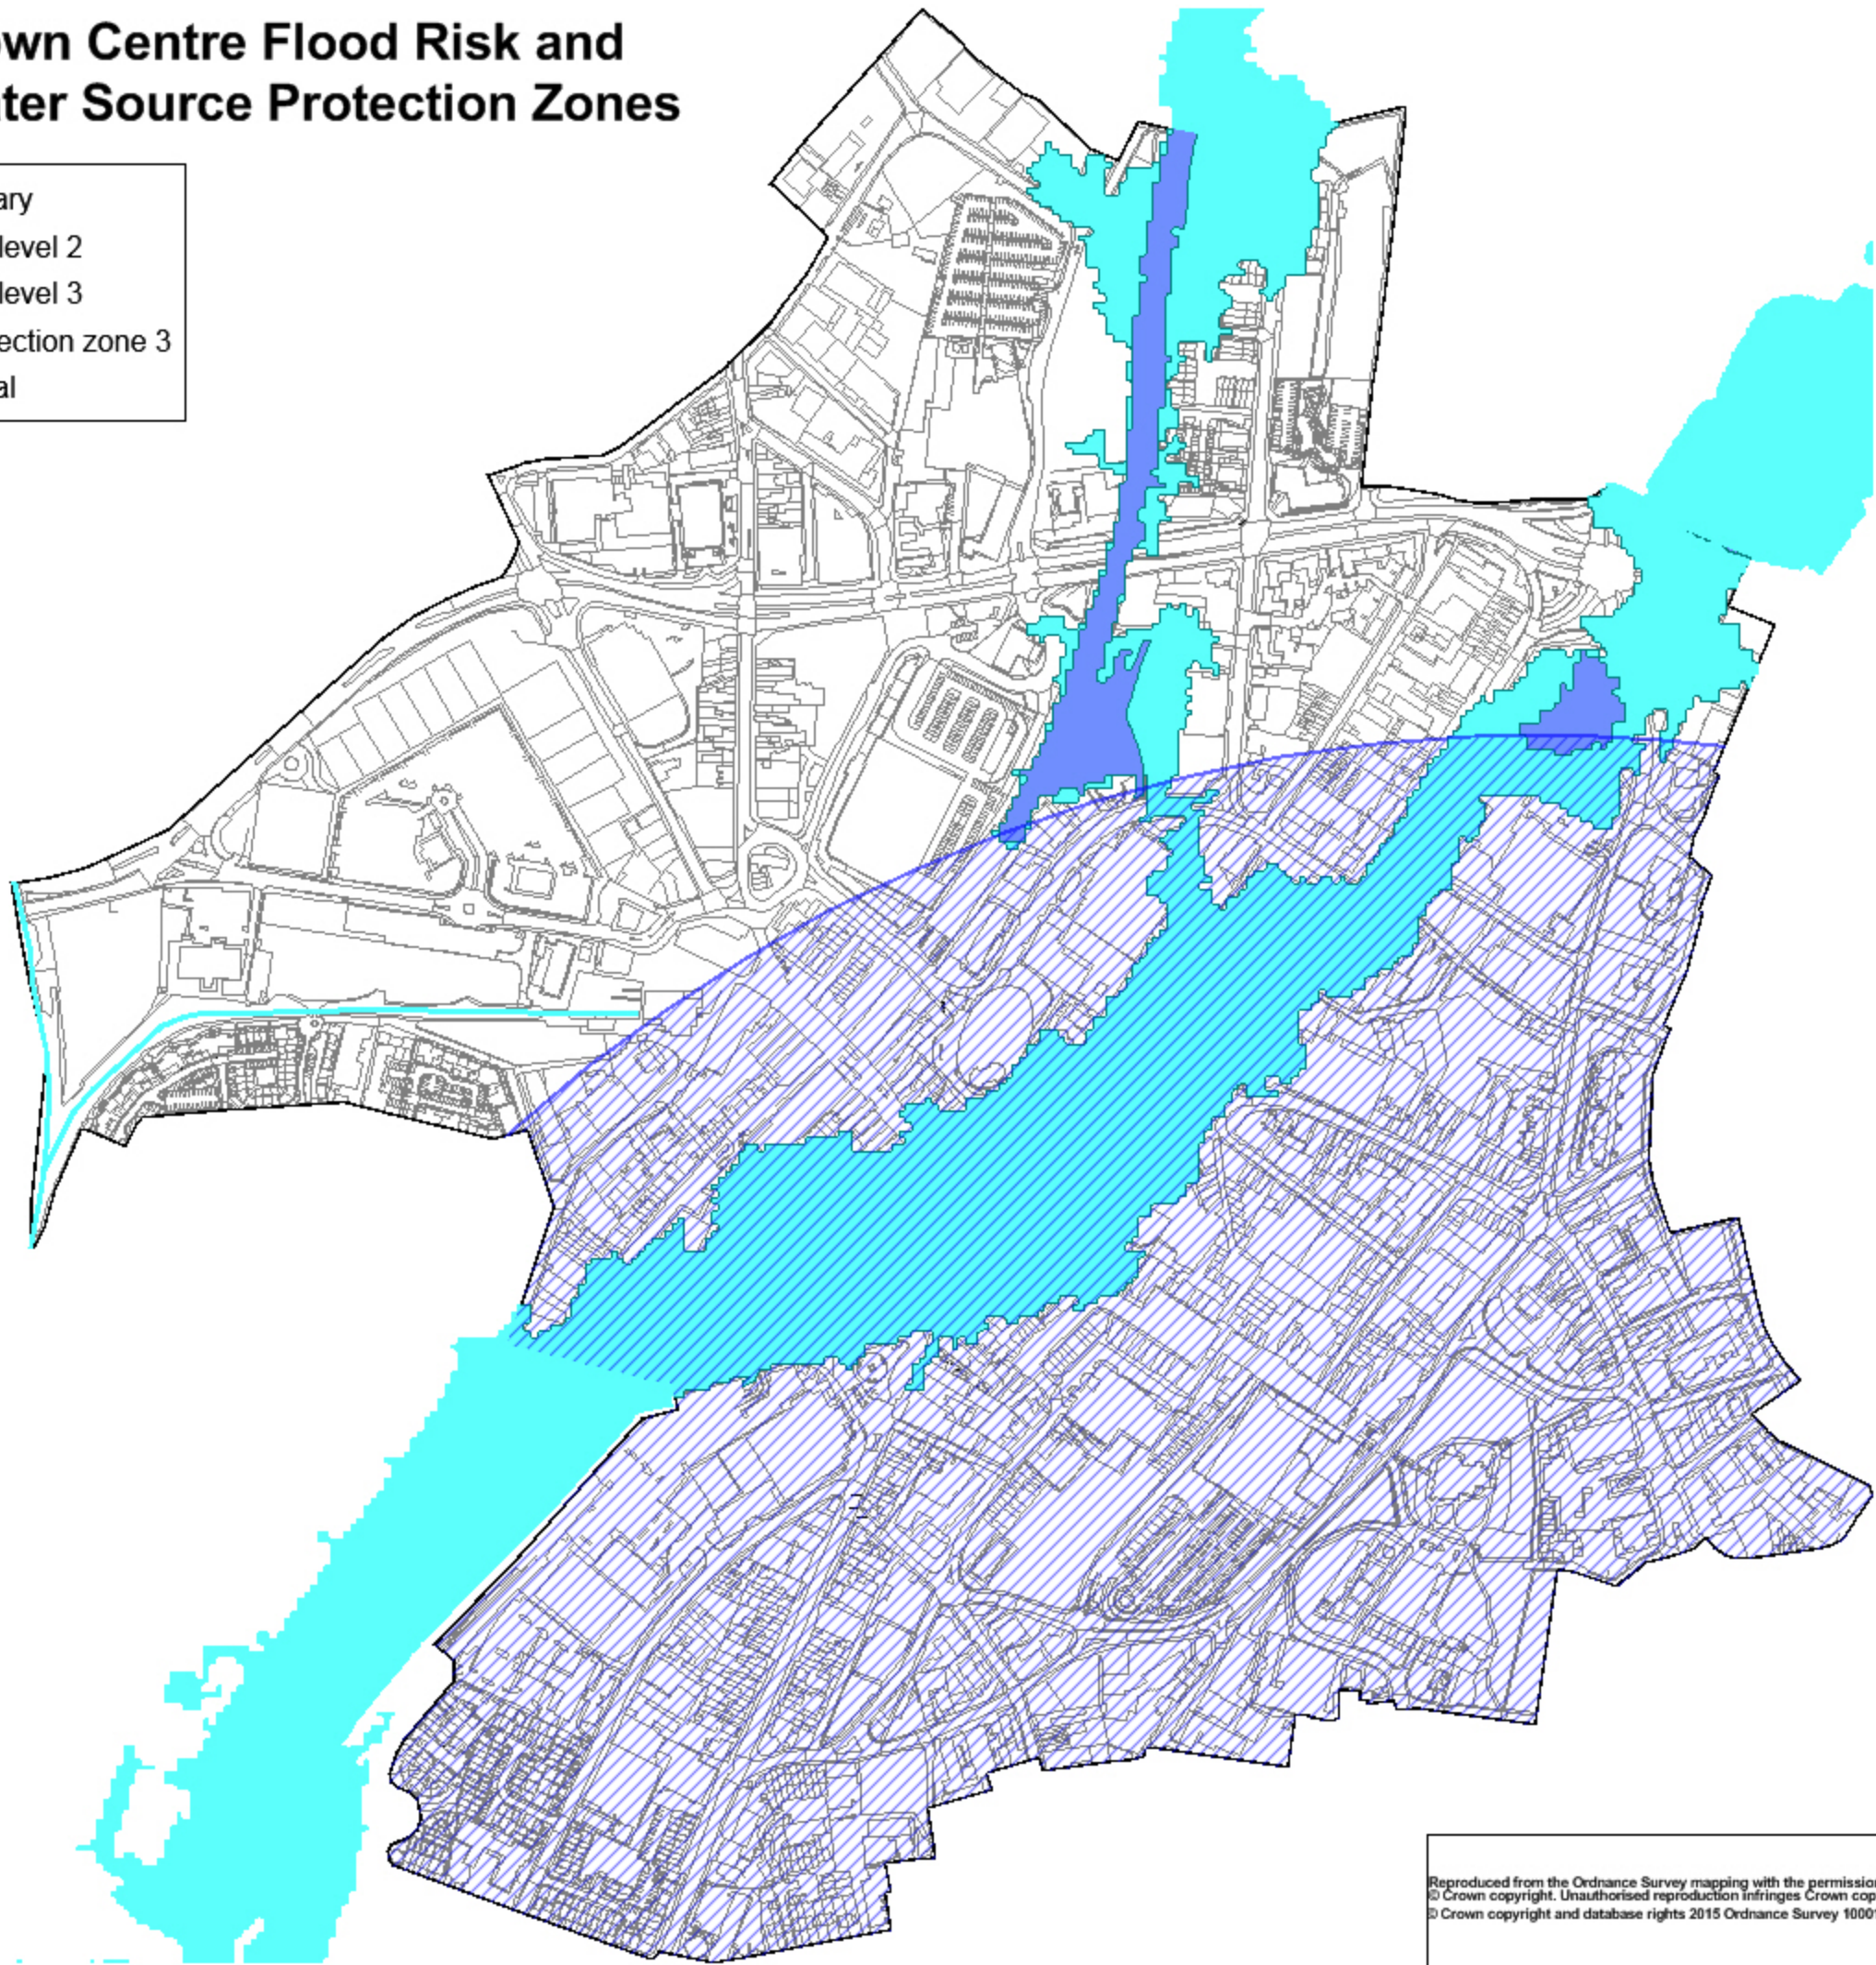 own Centre Flood Risk and
ter Source Protection Zones
ary
level 2
level 3
ection zone 3
al
Reproduced from the Ordnance Survey mapping with the permission
© Crown copyright. Unauthorised reproduction infringes Crown cop
© Crown copyright and database rights 2015 Ordnance Survey 10001